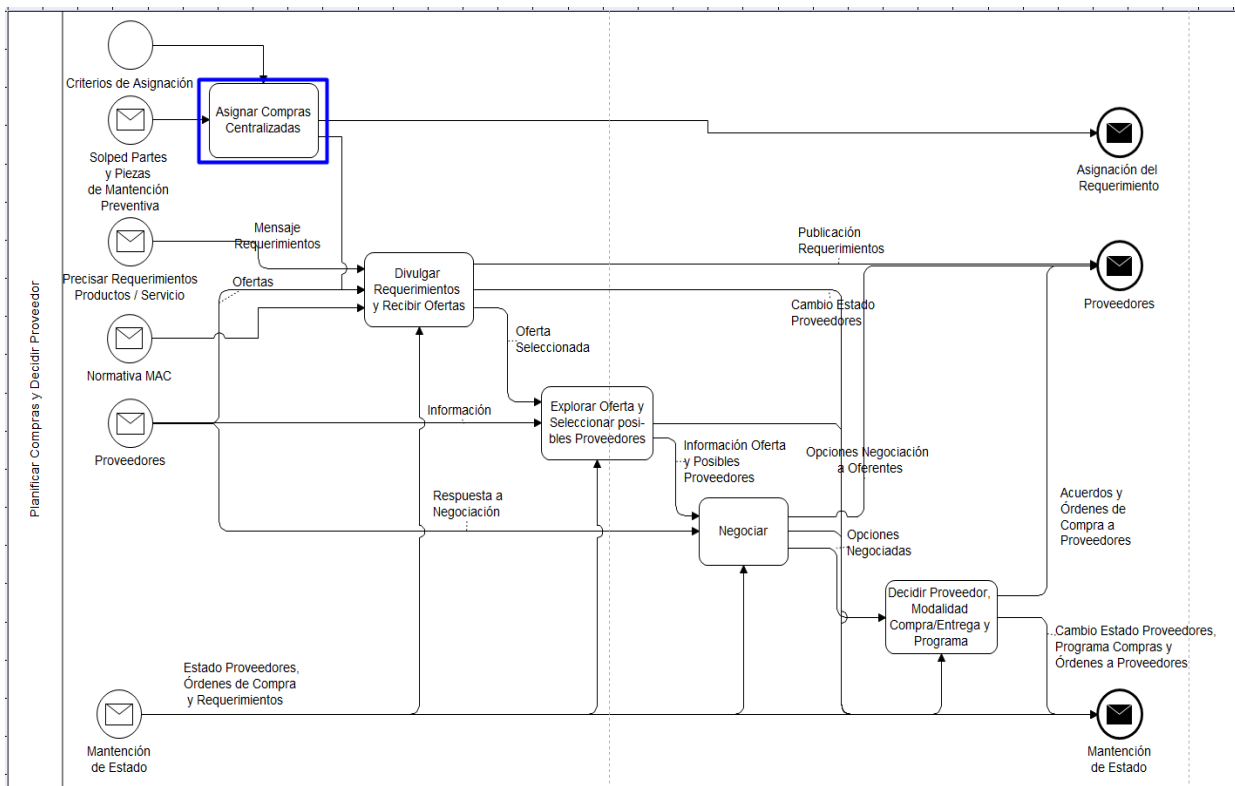 Planificar Compras y Decidir Proveedor
Criterios de Asignación
Asignar Compras
Centralizadas
Solped Partes
y Piezas
de Mantención
Preventiva
Asignación del
Requerimiento
Mensaje
Requerimientos
Precisar Requerimientos
Productos / Servicio
Ofertas
Divulgar
Requerimientos
y Recibir Ofertas
Publicación
Requerimientos
Cambio Estado
Proveedores
Proveedores
Normativa MAC
Oferta
Seleccionada
Proveedores
Información
Explorar Oferta y
Seleccionar posi-
bles Proveedores
Información Oferta
y Posibles
Proveedores
Opciones Negociación
a Oferentes
Respuesta a
Negociación
Negociar
Opciones
Negociadas
Acuerdos y
Órdenes de
Compra a
Proveedores
Decidir Proveedor,
Modalidad
Compra/Entrega y
Programa
Cambio Estado Proveedores,
Programa Compras y
Órdenes a Proveedores
Estado Proveedores,
Órdenes de Compra
y Requerimientos
Mantención
de Estado
Mantención
de Estado